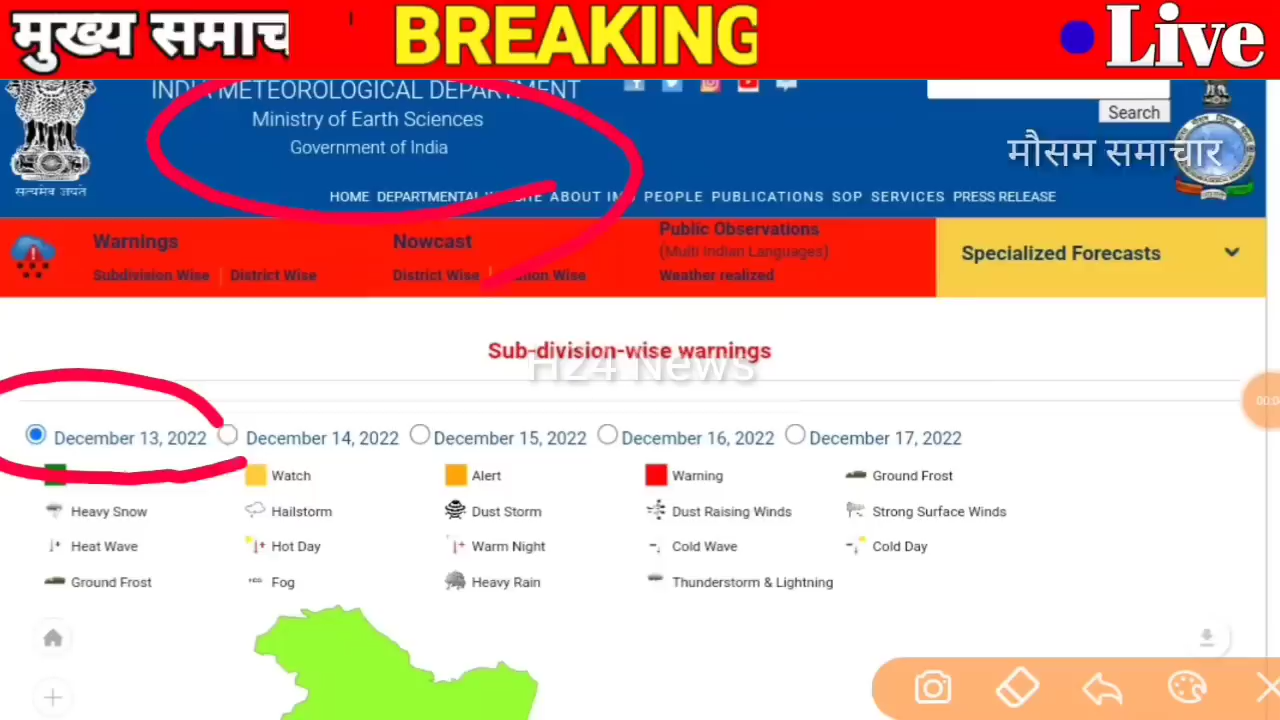 मुख्य समाच
BREAKING
Live
INDIA METEOROLOGICAL DEPARTMENT
Ministry of Earth Sciences
Government of India
सत्यमेव जयते
Search
मौसम समाचार
HOME DEPARTMENTAL ABOUT IMD PEOPLE PUBLICATIONS SOP SERVICES PRESS RELEASE
Warnings
Subdivision Wise District Wise
Nowcast
District Wise
Public Observations
(Multi Indian Languages)
Weather realized
Specialized Forecasts
Sub-division-wise warnings
H24 News
00:0
December 13, 2022 December 14, 2022 December 15, 2022 December 16, 2022 December 17, 2022
Watch Alert Warning Ground Frost
Heavy Snow Hailstorm Dust Storm Dust Raising Winds Strong Surface Winds
Heat Wave Hot Day Warm Night Cold Wave Cold Day
Ground Frost Fog Heavy Rain Thunderstorm & Lightning